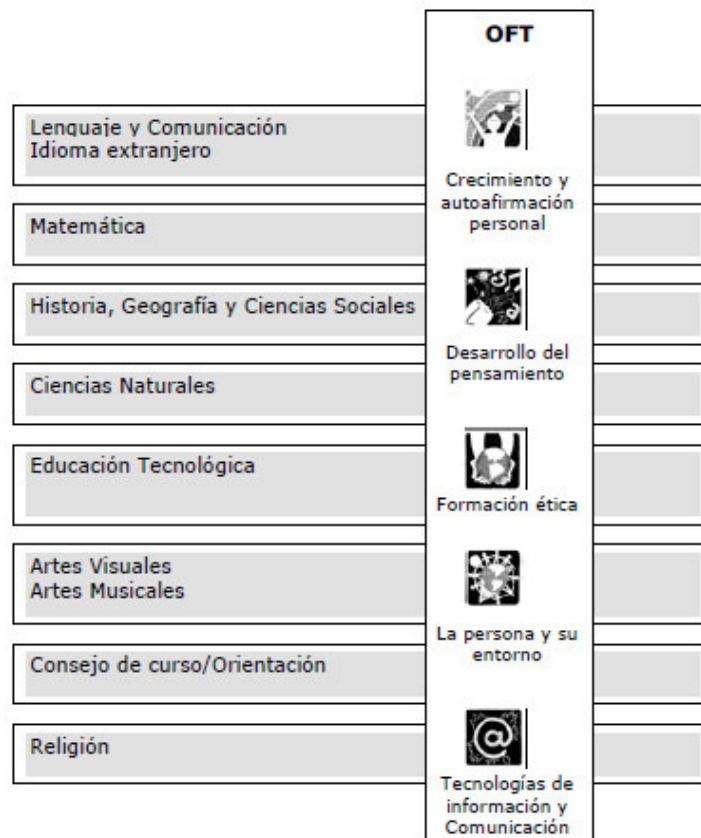 OFT
Lenguaje y Comunicación
Idioma extranjero
Crecimiento y
autoafirmación
personal
Matemática
Historia, Geografía y Ciencias Sociales
Desarrollo del
pensamiento
Ciencias Naturales
Educación Tecnológica
Formación ética
Artes Visuales
Artes Musicales
La persona y su
entorno
Consejo de curso/Orientación
Religión
@
Tecnologías de
información y
Comunicación